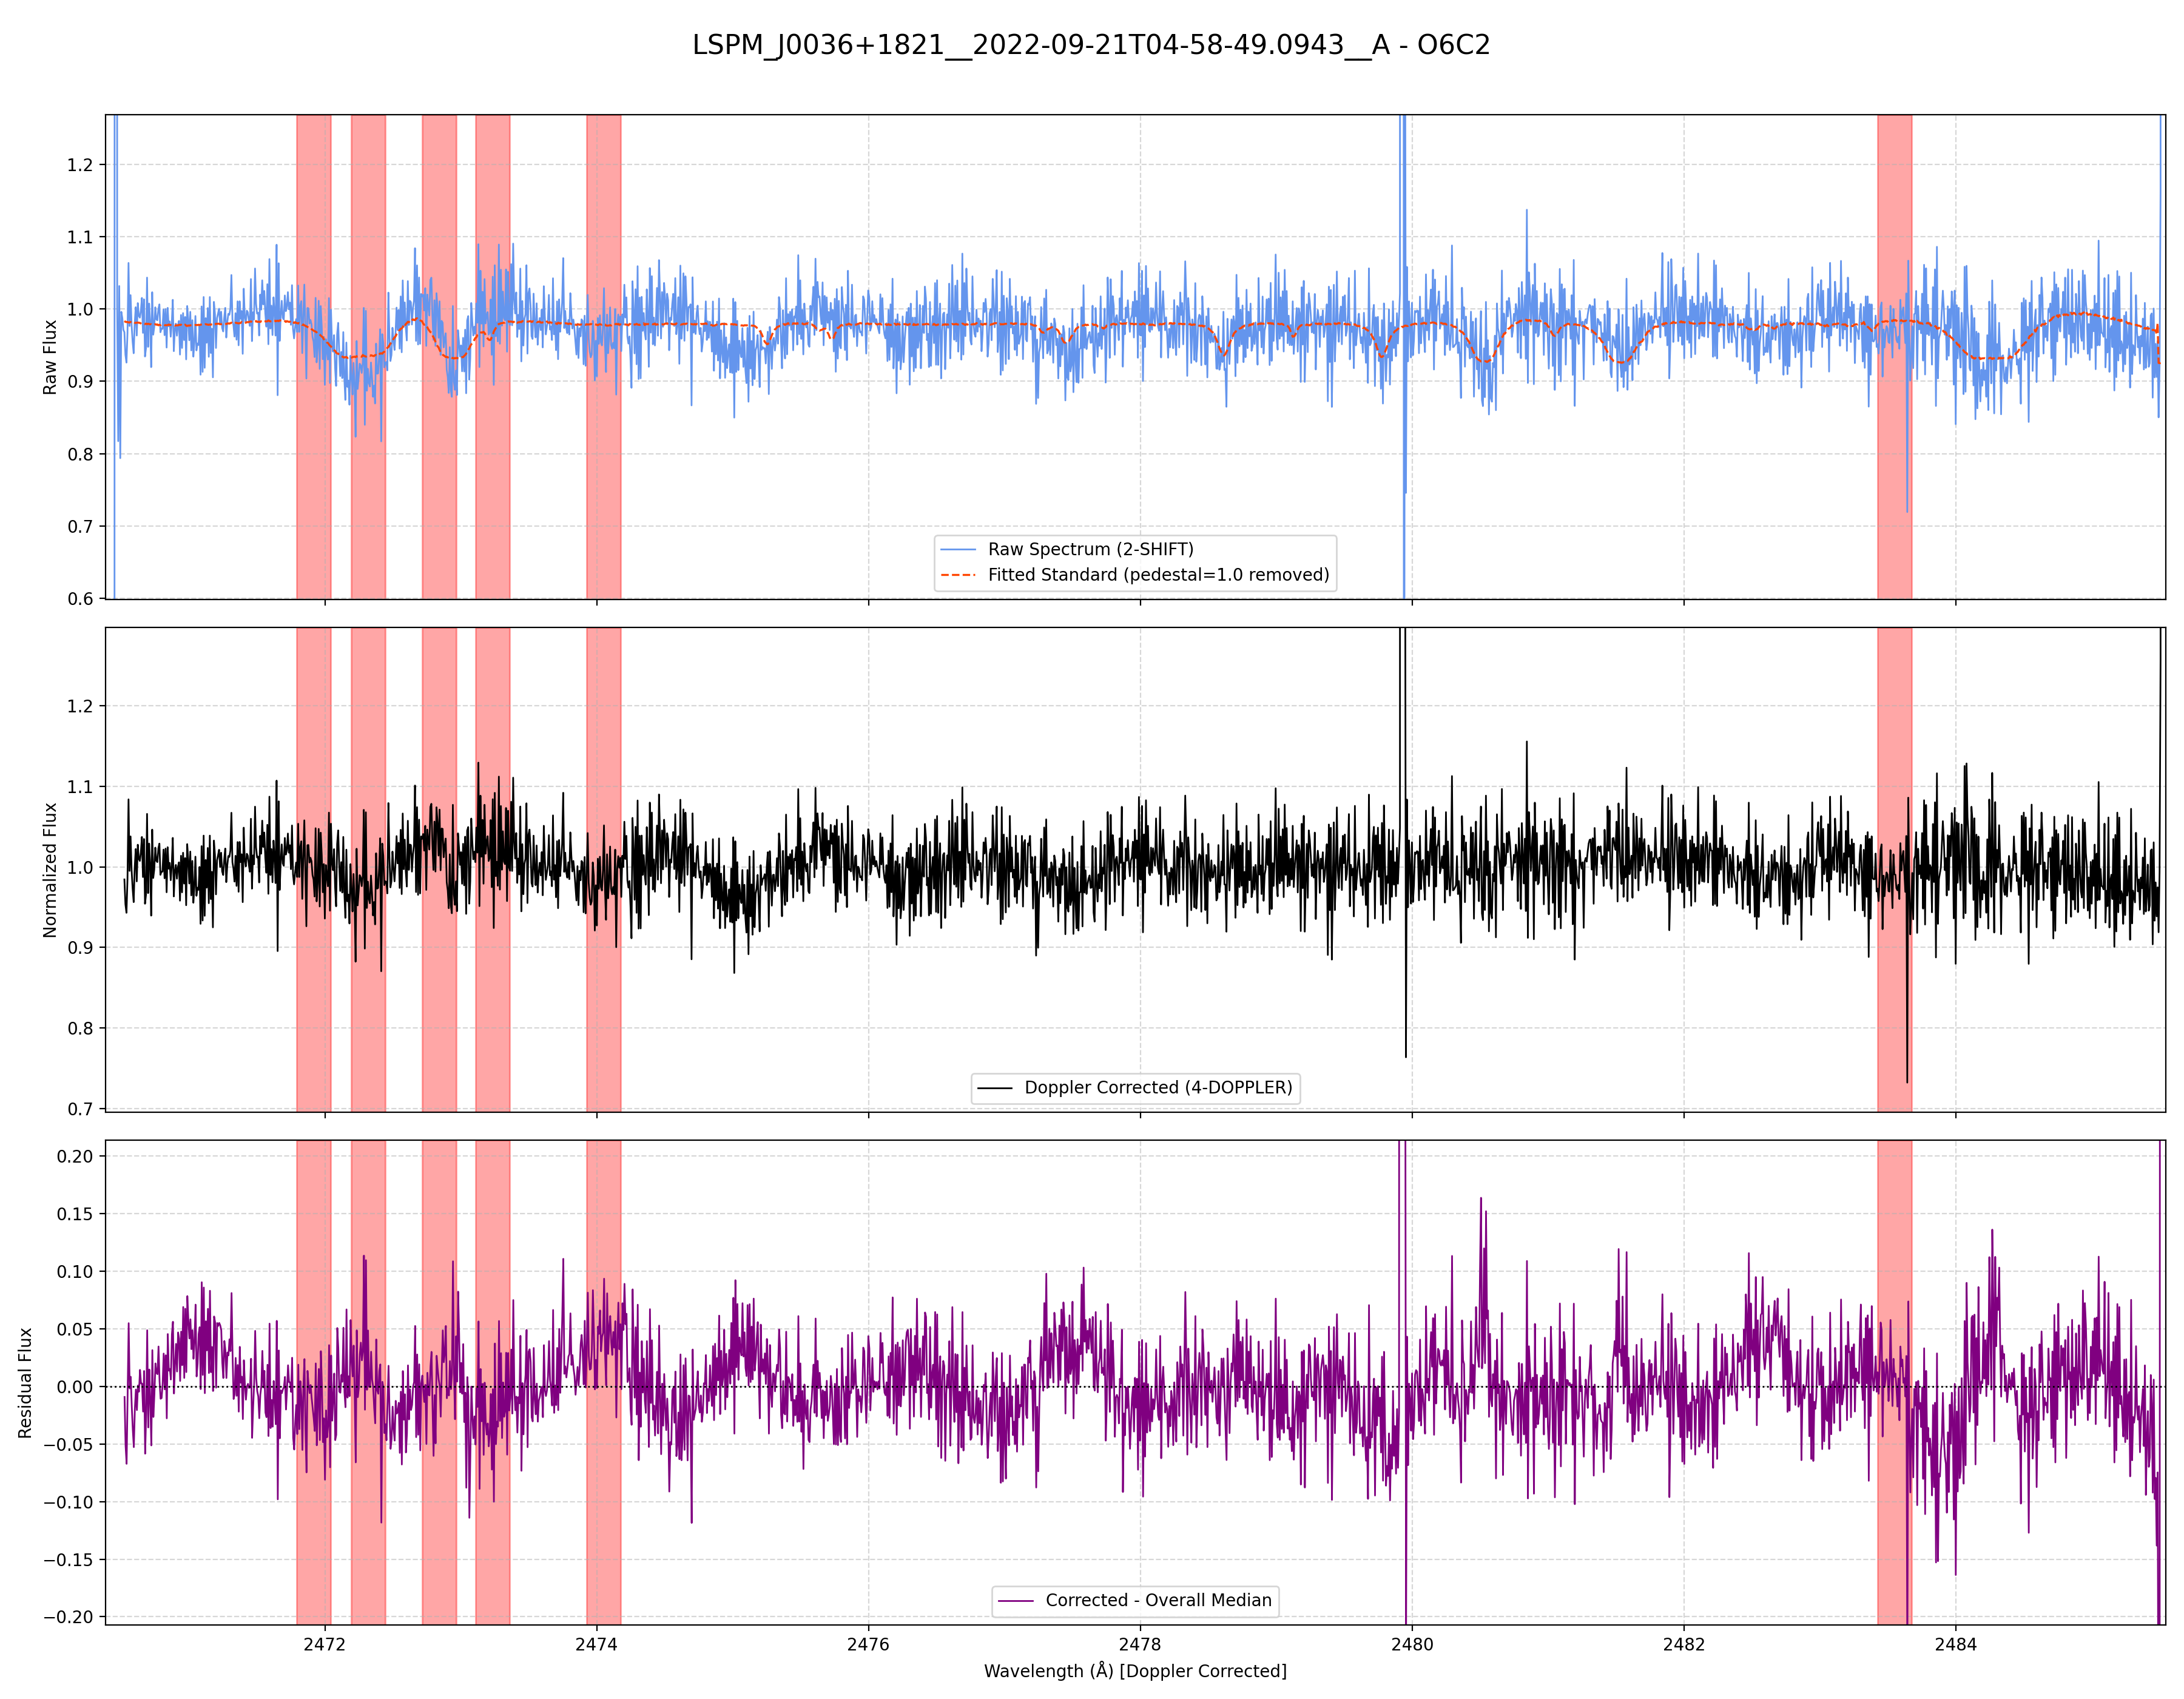 LSPM_J0036+1821__2022-09-21T04-58-49.0943__A - O6C2
1.2
1.1
1.0
0.9
0.8
0.7
0.6
Raw Flux
Raw Spectrum (2-SHIFT)
Fitted Standard (pedestal=1.0 removed)
1.2
1.1
1.0
0.9
0.8
0.7
Normalized Flux
Doppler Corrected (4-DOPPLER)
0.20
0.15
0.10
0.05
0.00
−0.05
−0.10
−0.15
−0.20
Residual Flux
Corrected - Overall Median
2472 2474 2476 2478 2480 2482 2484
Wavelength (Å) [Doppler Corrected]